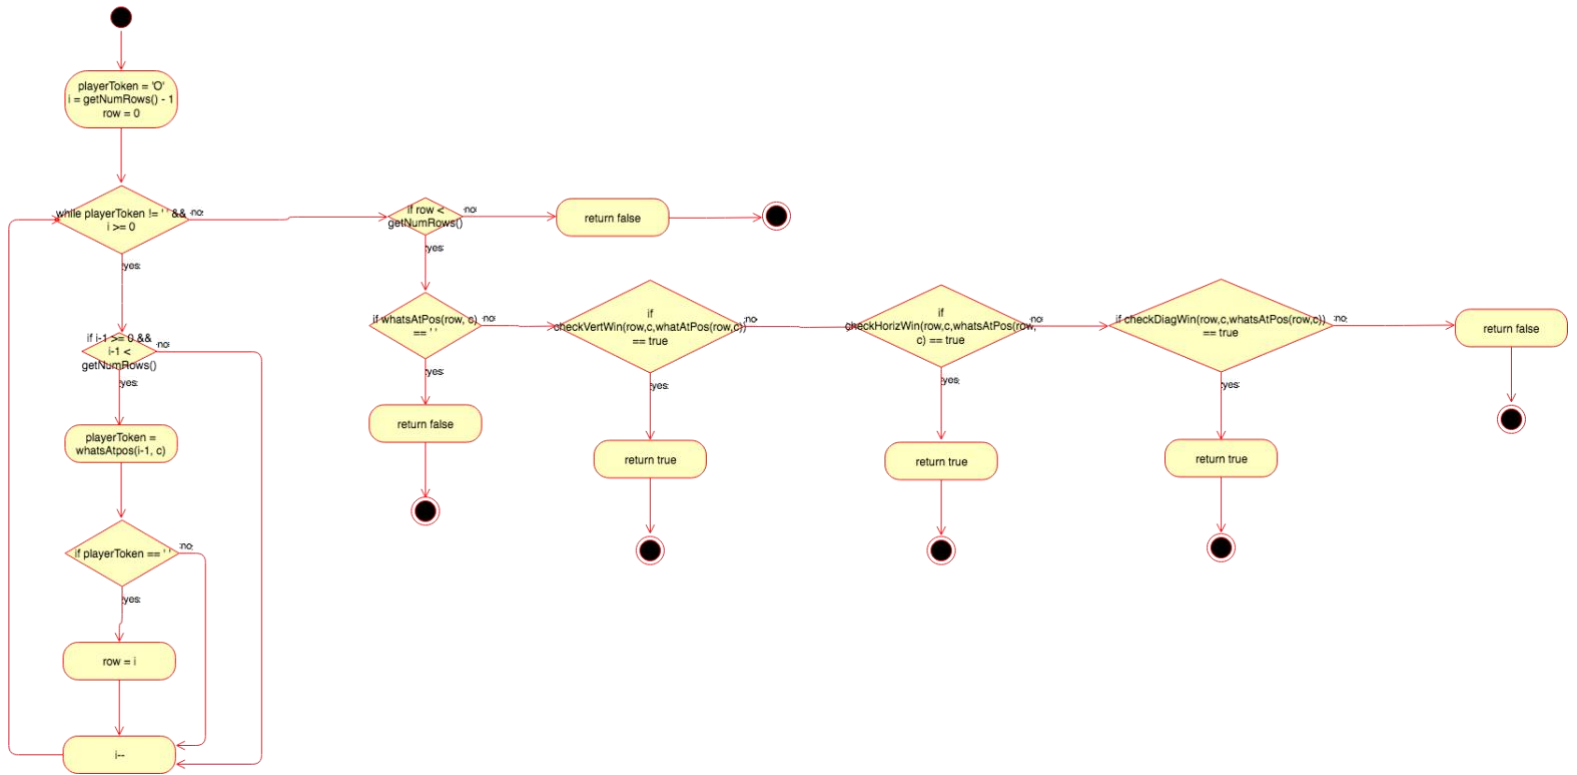 playerToken = 'O'
i = getNumRows() - 1
row = 0
while playerToken != ' ' &&
i >= 0
no
yes
if i-1 >= 0 &&
i-1 <
getNumRows()
no
yes
playerToken =
whatsAtpos(i-1, c)
if playerToken == ' '
no
yes
row = i
i--
if row <
getNumRows()
no
return false
yes
if whatsAtPos(row, c)
== ' '
no
yes
return false
if
checkVertWin(row,c,whatAtPos(row,c))
== true
no
yes
return true
if
checkHorizWin(row,c,whatsAtPos(row,
c) == true
no
yes
return true
if checkDiagWin(row,c,whatsAtPos(row,c))
== true
no
yes
return true
return false